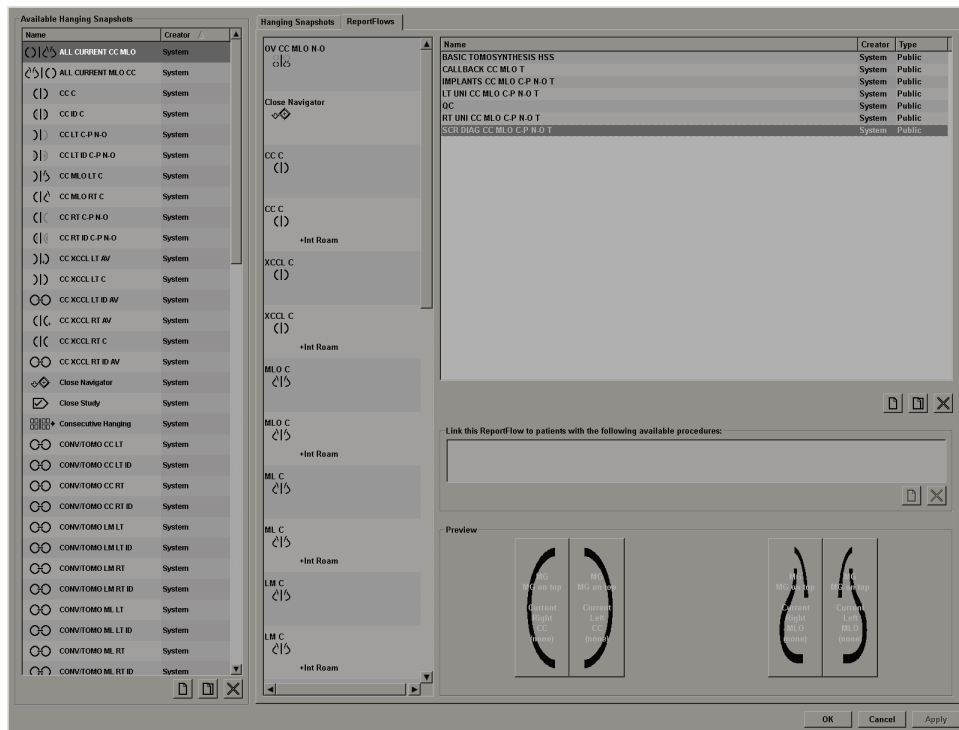 Available Hanging Snapshots
Name Creator
ALL CURRENT CC MLO System
ALL CURRENT MLO CC System
CC C System
CC ID C System
CC LT C-P N-O System
CC LT ID C-P N-O System
CC MLO LT C System
CC MLO RT C System
CC RT C-P N-O System
CC RT ID C-P N-O System
CC XCCL LT AV System
CC XCCL LT C System
CC XCCL LT ID AV System
CC XCCL RT AV System
CC XCCL RT C System
CC XCCL RT ID AV System
Close Navigator System
Close Study System
Consecutive Hanging System
CONV/TOMO CC LT System
CONV/TOMO CC LT ID System
CONV/TOMO CC RT System
CONV/TOMO CC RT ID System
CONV/TOMO LM LT System
CONV/TOMO LM LT ID System
CONV/TOMO LM RT System
CONV/TOMO LM RT ID System
CONV/TOMO ML LT System
CONV/TOMO ML LT ID System
CONV/TOMO ML RT System
CONV/TOMO ML RT ID System
Hanging Snapshots ReportFlows
OV CC MLO N-O
Close Navigator
CC C
CC C
+Int Roam
XCCL C
XCCL C
+Int Roam
MLO C
MLO C
+Int Roam
ML C
ML C
+Int Roam
LM C
LM C
+Int Roam
Name Creator Type
BASIC TOMOSYNTHESIS HSS System Public
CALLBACK CC MLO T System Public
IMPLANTS CC MLO C-P N-O T System Public
LT UNI CC MLO C-P N-O T System Public
QC System Public
RT UNI CC MLO C-P N-O T System Public
SCR DIAG CC MLO C-P N-O T System Public
Link this ReportFlow to patients with the following available procedures:
Preview
MG
MG on top
Current
Right
CC
(none)
MG
MG on top
Current
Left
CC
(none)
MG
MG on top
Current
Right
MLO
(none)
MG
MG on top
Current
Left
MLO
(none)
OK Cancel Apply